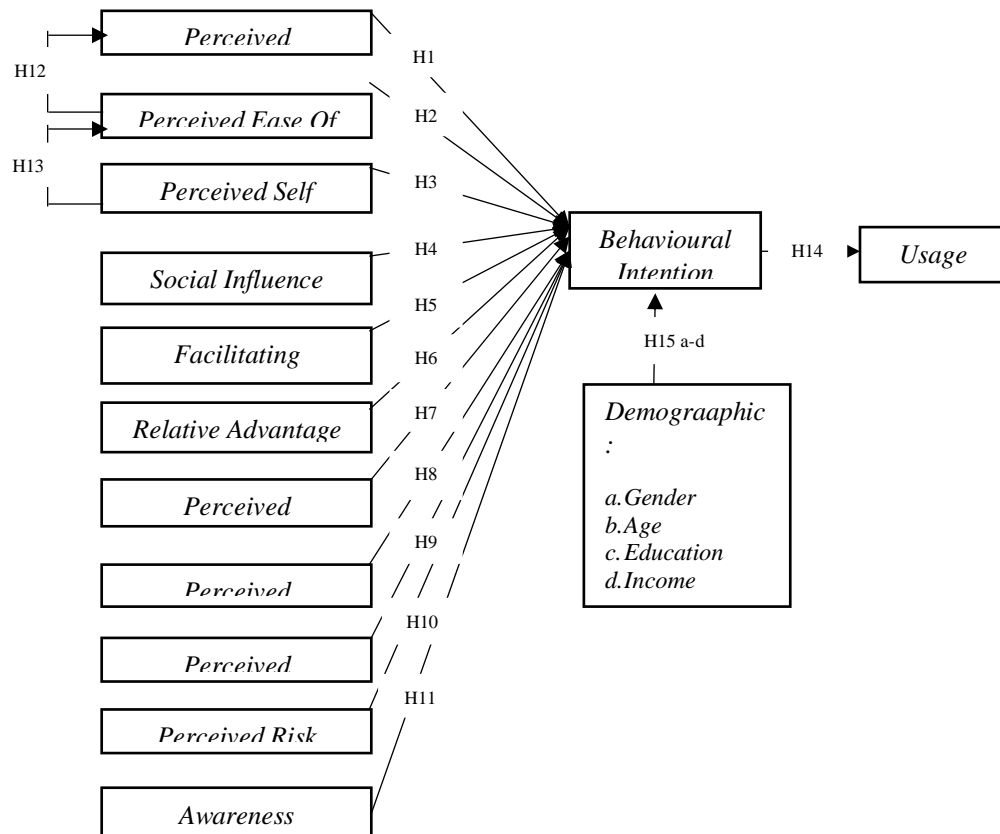 Perceived
H1
H12
Perceived Ease Of
H2
H13
Perceived Self
H3
H4
Social Influence
H5
Facilitating
H6
Relative Advantage
H7
Perceived
H8
Perceived
H9
Perceived
H10
Perceived Risk
H11
Awareness
Behavioural
Intention
H14
Usage
H15 a-d
Demograaphic
:
a.Gender
b.Age
c.Education
d.Income